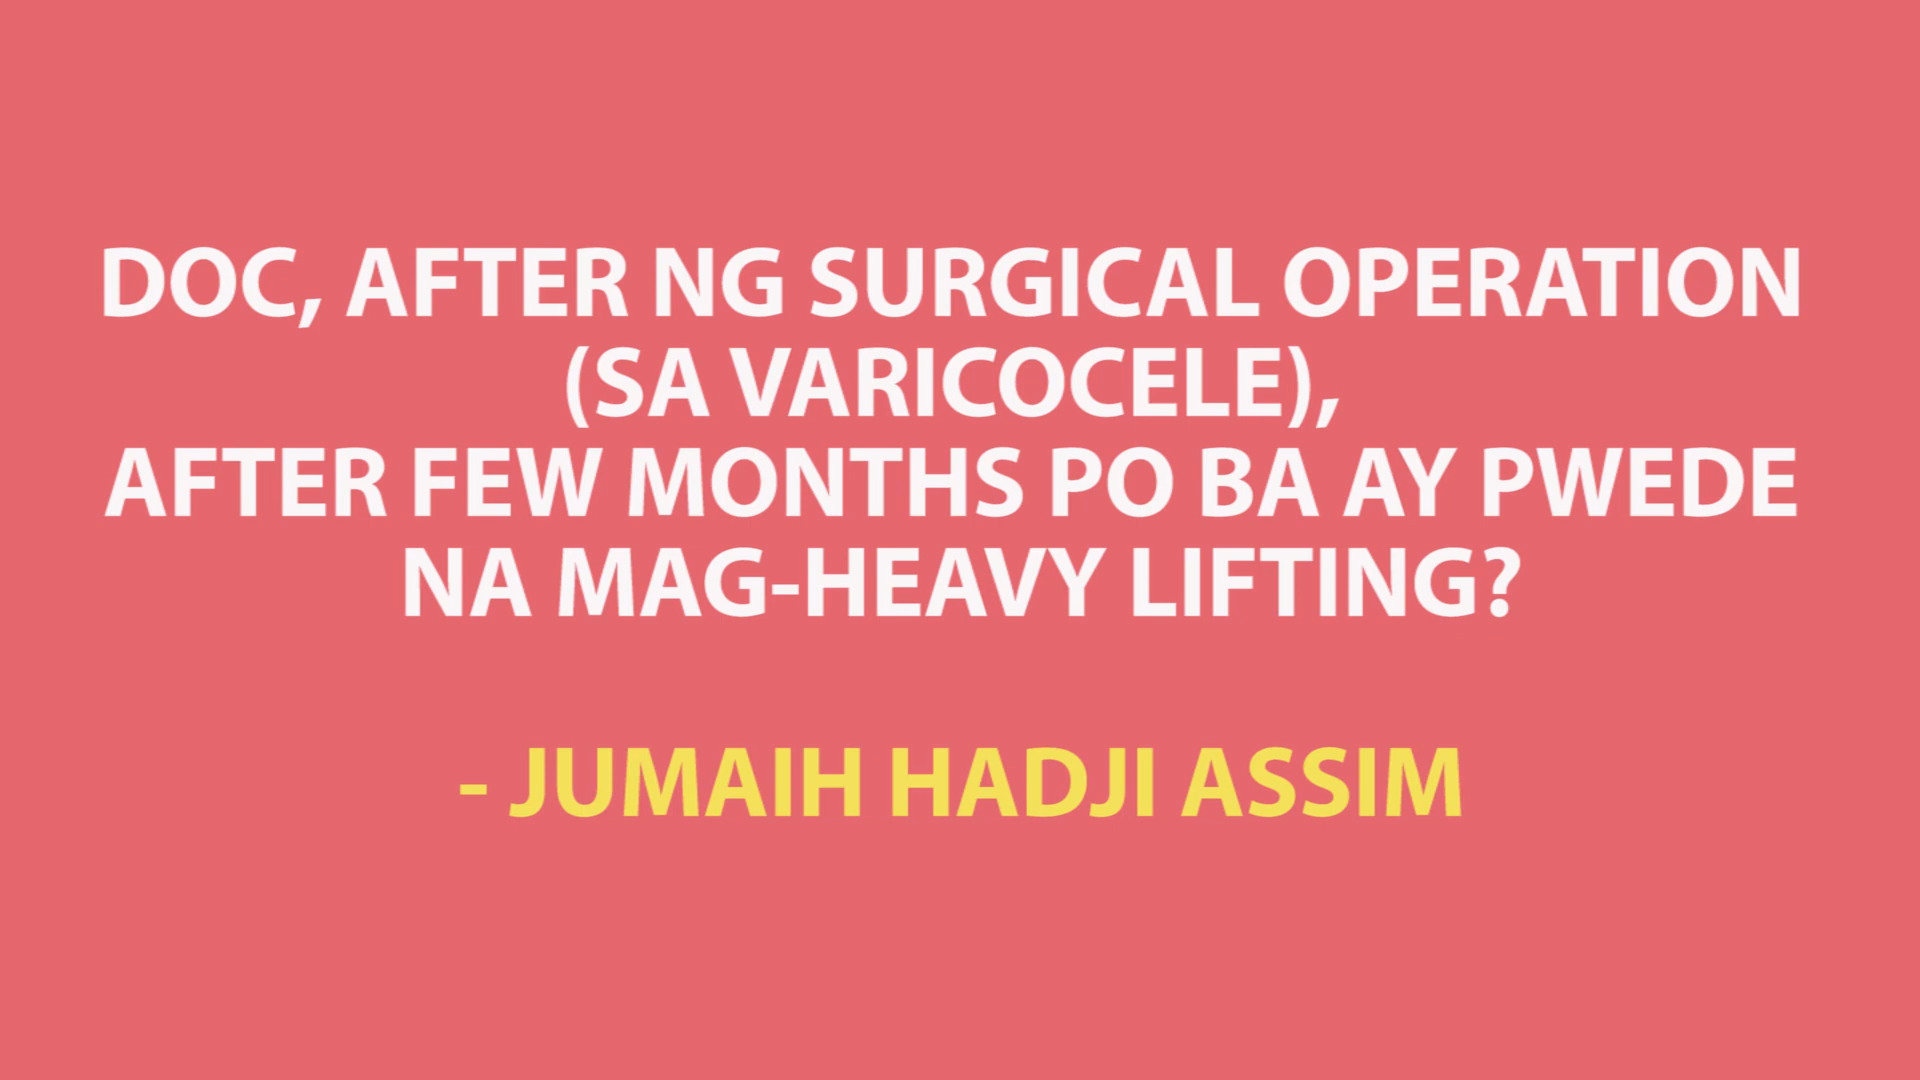 DOC, AFTER NG SURGICAL OPERATION
(SA VARICOCELE),
AFTER FEW MONTHS PO BA AY PWEDE
NA MAG-HEAVY LIFTING?
- JUMAIH HADJI ASSIM